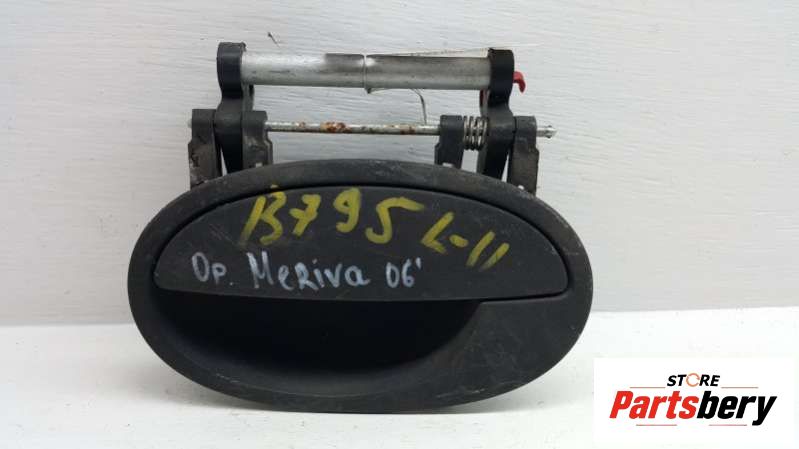 B795 L-11
Op. Meriva 06'
STORE
Partsbery